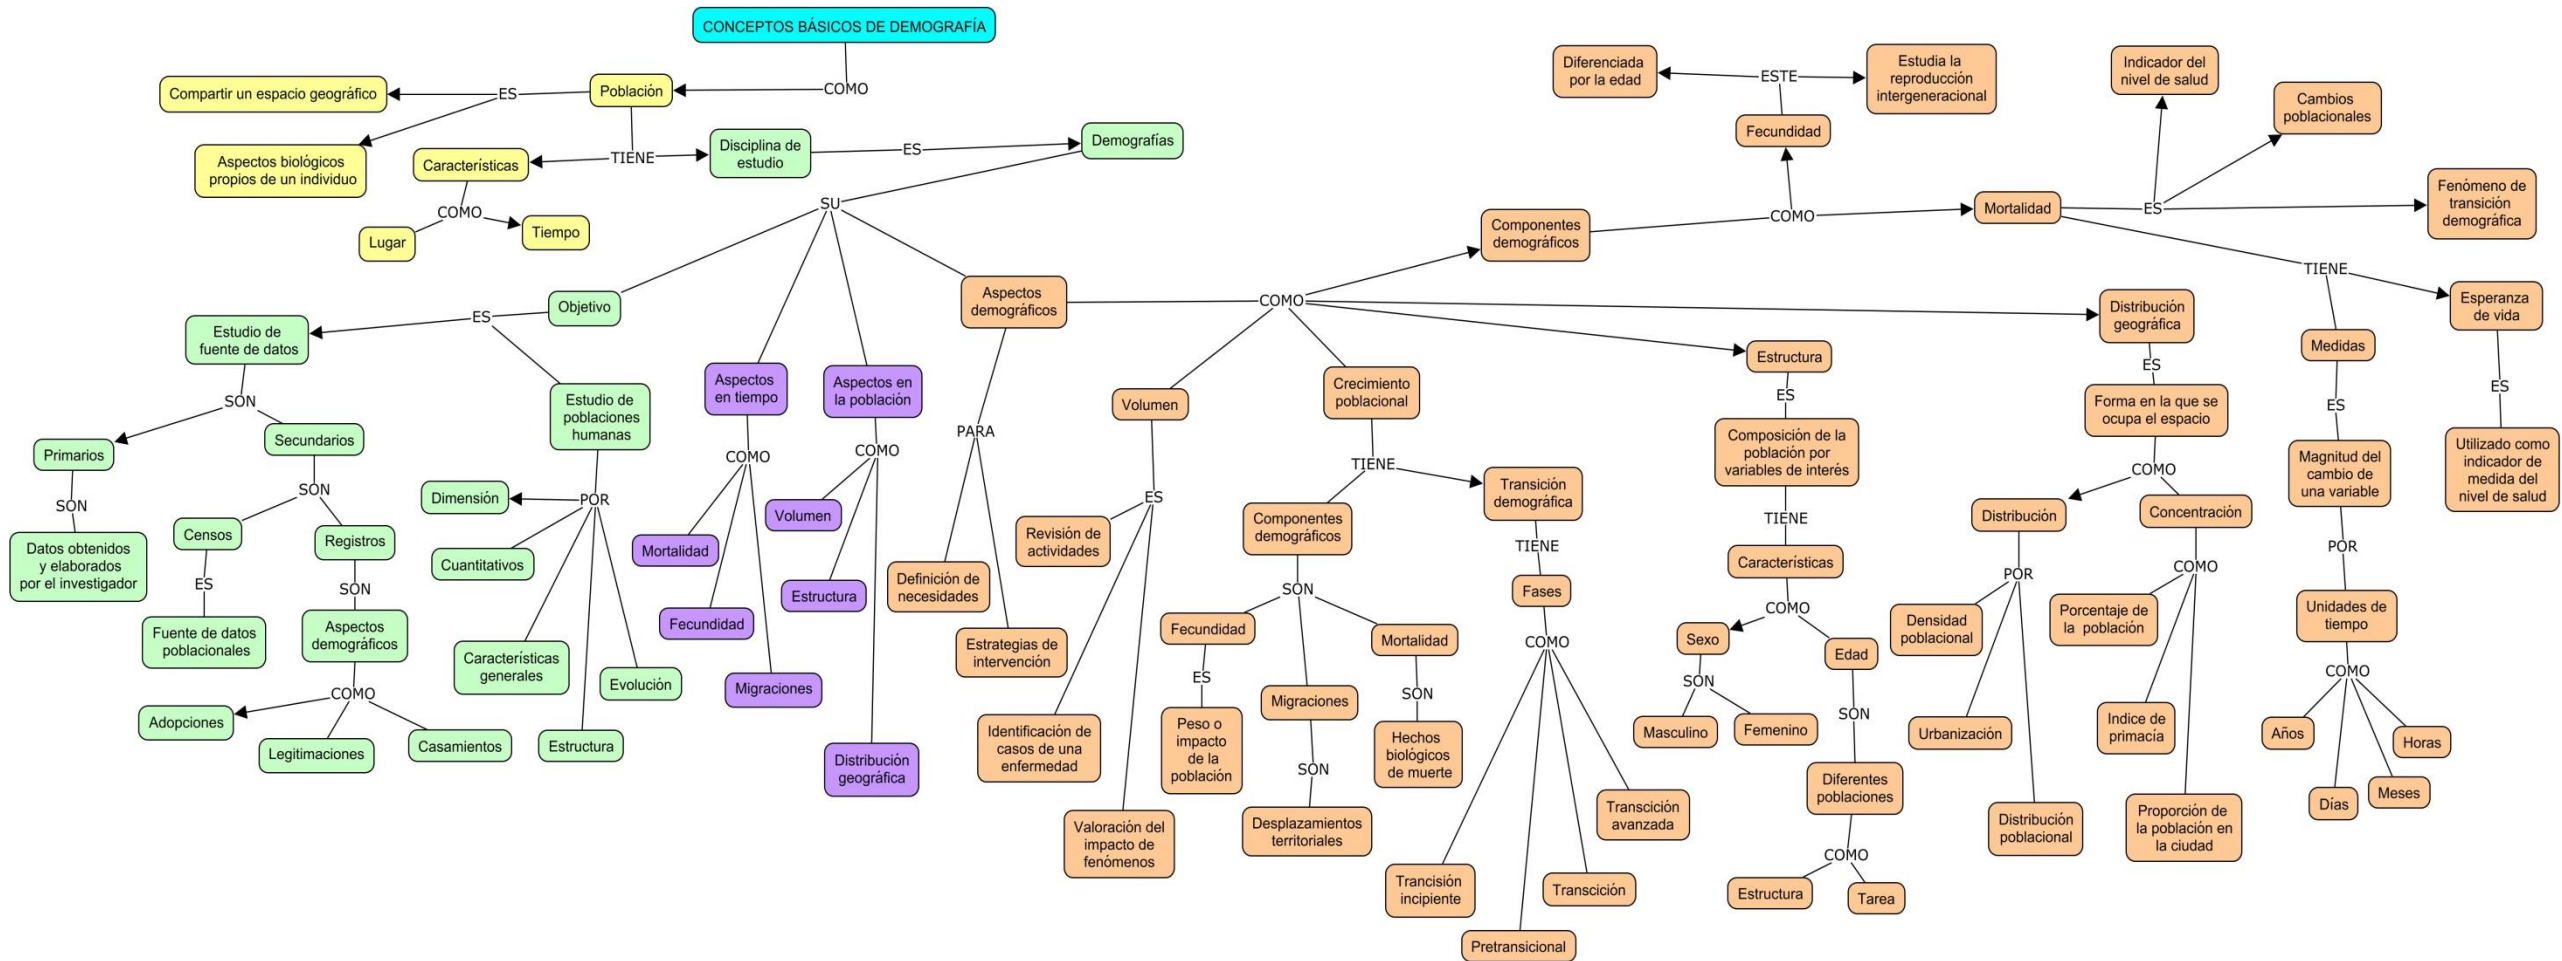 CONCEPTOS BÁSICOS DE DEMOGRAFÍA
COMO
Población
ES
Compartir un espacio geográfico
Aspectos biológicos
propios de un individuo
TIENE
Características
COMO
Lugar
Tiempo
Disciplina de
estudio
ES
Demografías
SU
Objetivo
ES
Estudio de
fuente de datos
SON
Primarios
SON
Datos obtenidos
y elaborados
por el investigador
Secundarios
SON
Censos
ES
Fuente de datos
poblacionales
Registros
SON
Aspectos
demográficos
COMO
Adopciones
Legitimaciones
Casamientos
Estudio de
poblaciones
humanas
POR
Dimensión
Cuantitativos
Características
generales
Estructura
Evolución
Aspectos
en tiempo
COMO
Mortalidad
Fecundidad
Migraciones
Aspectos en
la población
COMO
Volumen
Estructura
Distribución
geográfica
Aspectos
demográficos
PARA
Definición de
necesidades
Estrategias de
intervención
COMO
Volumen
ES
Revisión de
actividades
Identificación de
casos de una
enfermedad
Valoración del
impacto de
fenómenos
Crecimiento
poblacional
TIENE
Componentes
demográficos
SON
Fecundidad
ES
Peso o
impacto
de la
población
Migraciones
SON
Desplazamientos
territoriales
Mortalidad
SON
Hechos
biológicos
de muerte
Transición
demográfica
TIENE
Fases
COMO
Trancisión
incipiente
Pretransicional
Transcición
Transcición
avanzada
Estructura
ES
Composición de la
población por
variables de interés
TIENE
Características
COMO
Sexo
SON
Masculino
Femenino
Edad
SON
Diferentes
poblaciones
COMO
Estructura
Tarea
Distribución
geográfica
ES
Forma en la que se
ocupa el espacio
COMO
Distribución
POR
Densidad
poblacional
Urbanización
Distribución
poblacional
Concentración
COMO
Porcentaje de
la población
Indice de
primacía
Proporción de
la población en
la ciudad
Componentes
demográficos
COMO
Fecundidad
ESTE
Diferenciada
por la edad
Estudia la
reproducción
intergeneracional
Mortalidad
ES
Indicador del
nivel de salud
Cambios
poblacionales
Fenómeno de
transición
demográfica
TIENE
Medidas
ES
Magnitud del
cambio de
una variable
POR
Unidades de
tiempo
COMO
Años
Días
Meses
Horas
Esperanza
de vida
ES
Utilizado como
indicador de
medida del
nivel de salud